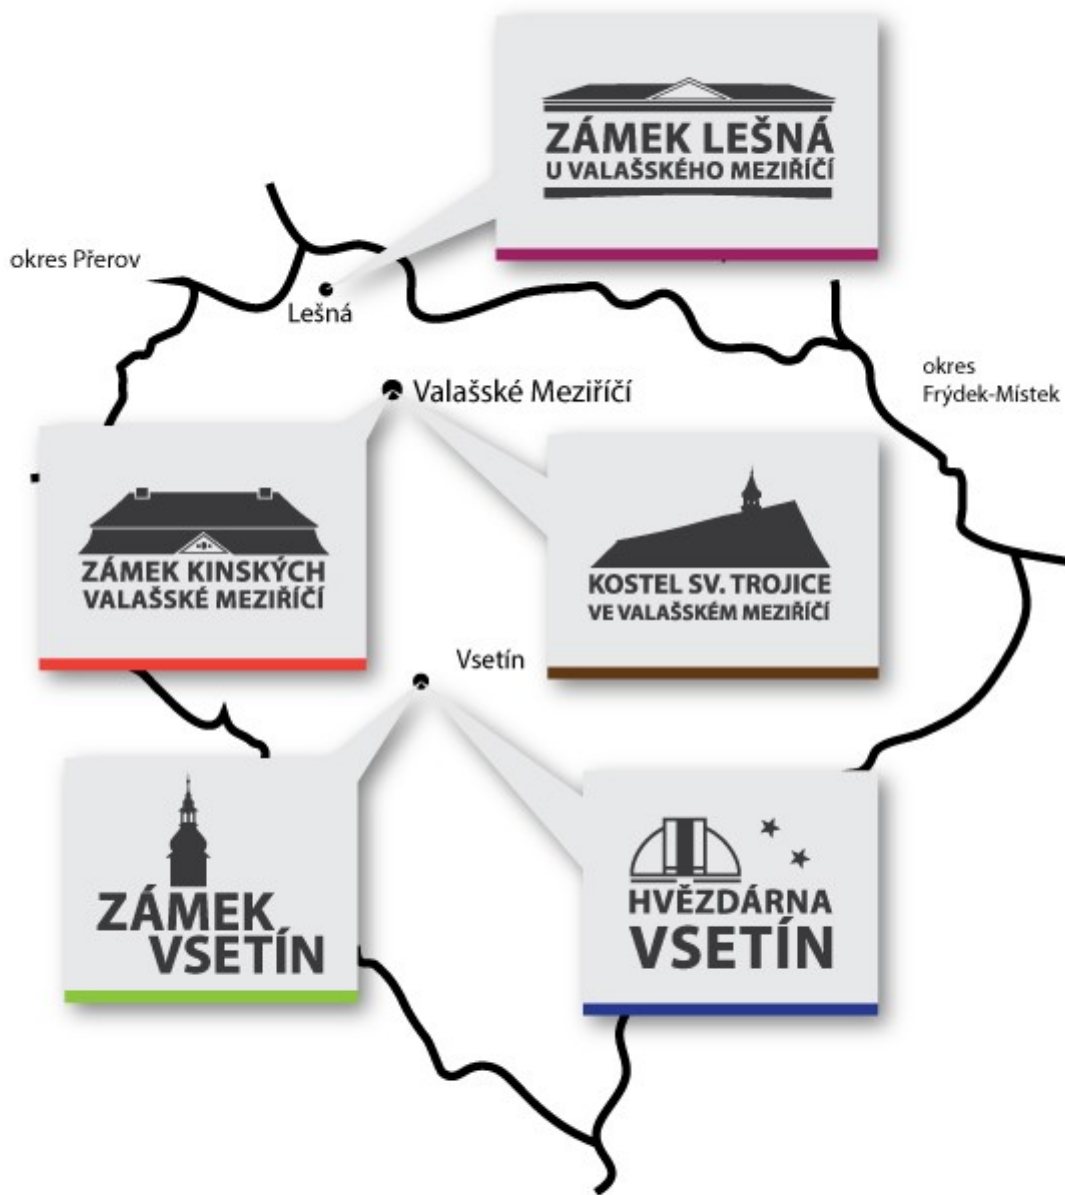 ZÁMEK LEŠNÁ
U VALAŠSKÉHO MEZIŘÍČÍ
okres Přerov
Lešná
okres
Frýdek-Místek
Valašské Meziříčí
ZÁMEK KINSKÝCH
VALAŠSKÉ MEZIŘÍČÍ
KOSTEL SV. TROJICE
VE VALAŠSKÉM MEZIŘÍČÍ
Vsetín
ZÁMEK
VSETÍN
HVĚZDÁRNA
VSETÍN